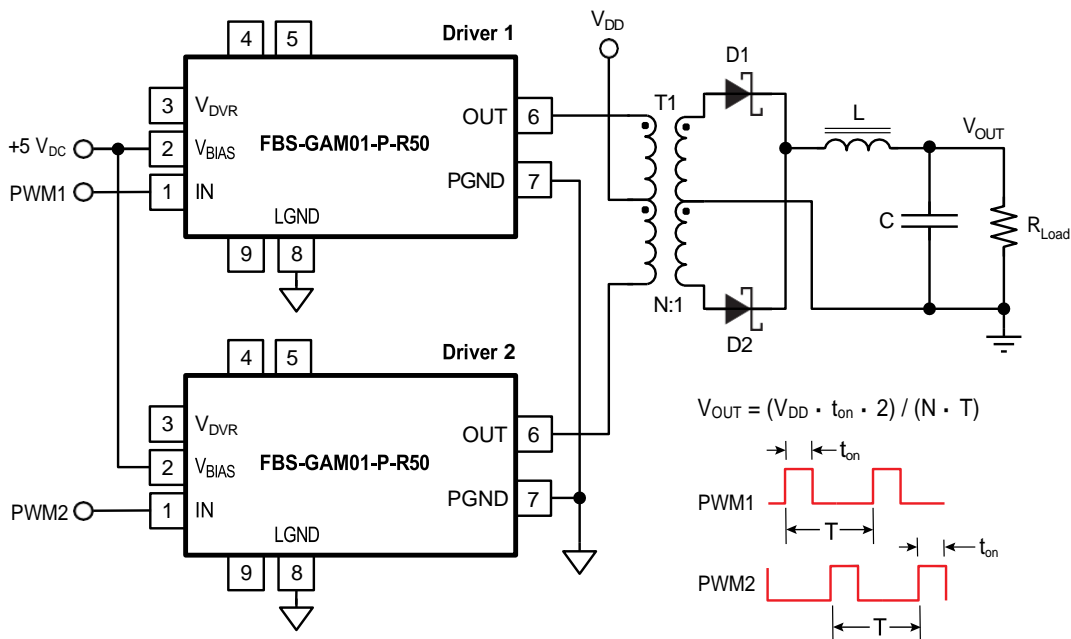 Driver 1
4 5
3 V_DVR
+5 V_DC 2 V_BIAS
PWM1 1 IN
FBS-GAM01-P-R50
OUT 6
PGND 7
LGND
9 8
V_DD
T1
N:1
D1
D2
L
V_OUT
C
R_Load
Driver 2
4 5
3 V_DVR
2 V_BIAS
PWM2 1 IN
FBS-GAM01-P-R50
OUT 6
PGND 7
LGND
9 8
V_OUT = (V_DD · t_on · 2) / (N · T)
t_on
PWM1
T
t_on
PWM2
T